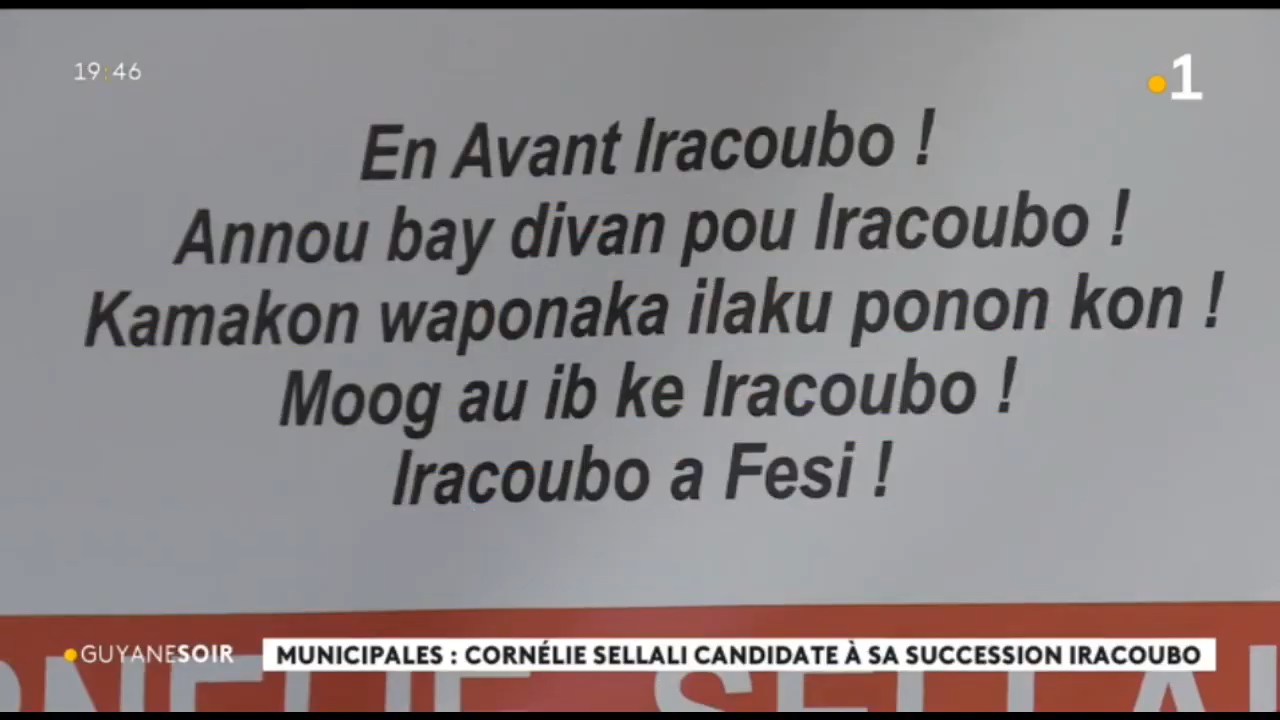 19:46
1
En Avant Iracoubo !
Annou bay divan pou Iracoubo !
Kamakon waponaka ilaku ponon kon !
Moog au ib ke Iracoubo !
Iracoubo a Fesi !
GUYANESOIR
MUNICIPALES : CORNÉLIE SELLALI CANDIDATE À SA SUCCESSION IRACOUBO